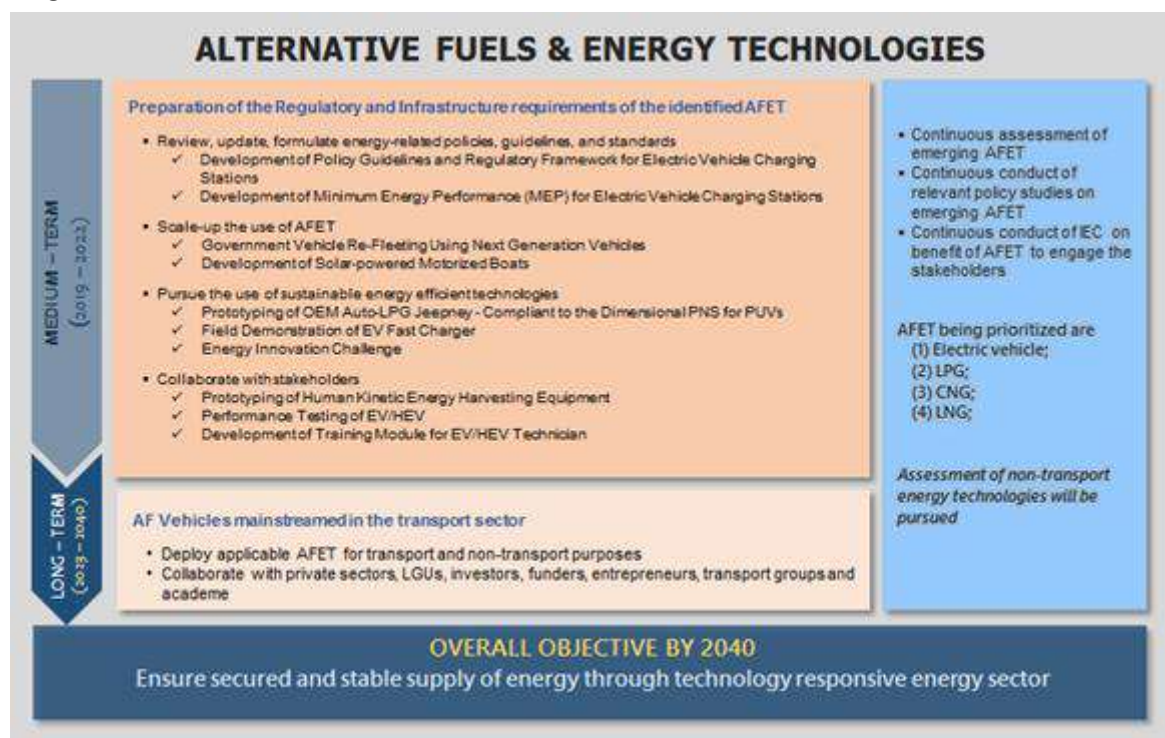 ALTERNATIVE FUELS & ENERGY TECHNOLOGIES
MEDIUM – TERM
(2019 – 2022)
Preparation of the Regulatory and Infrastructure requirements of the identified AFET
▪ Review, update, formulate energy-related policies, guidelines, and standards
✓ Development of Policy Guidelines and Regulatory Framework for Electric Vehicle Charging
Stations
✓ Development of Minimum Energy Performance (MEP) for Electric Vehicle Charging Stations
▪ Scale-up the use of AFET
✓ Government Vehicle Re-Fleeting Using Next Generation Vehicles
✓ Development of Solar-powered Motorized Boats
▪ Pursue the use of sustainable energy efficient technologies
✓ Prototyping of OEM Auto-LPG Jeepney - Compliant to the Dimensional PNS for PUVs
✓ Field Demonstration of EV Fast Charger
✓ Energy Innovation Challenge
▪ Collaborate with stakeholders
✓ Prototyping of Human Kinetic Energy Harvesting Equipment
✓ Performance Testing of EV/HEV
✓ Development of Training Module for EV/HEV Technician
LONG – TERM
(2023 – 2040)
AF Vehicles mainstreamed in the transport sector
• Deploy applicable AFET for transport and non-transport purposes
• Collaborate with private sectors, LGUs, investors, funders, entrepreneurs, transport groups and
academe
▪ Continuous assessment of
emerging AFET
▪ Continuous conduct of
relevant policy studies on
emerging AFET
▪ Continuous conduct of IEC on
benefit of AFET to engage the
stakeholders
AFET being prioritized are
(1) Electric vehicle;
(2) LPG;
(3) CNG;
(4) LNG;
Assessment of non-transport
energy technologies will be
pursued
OVERALL OBJECTIVE BY 2040
Ensure secured and stable supply of energy through technology responsive energy sector